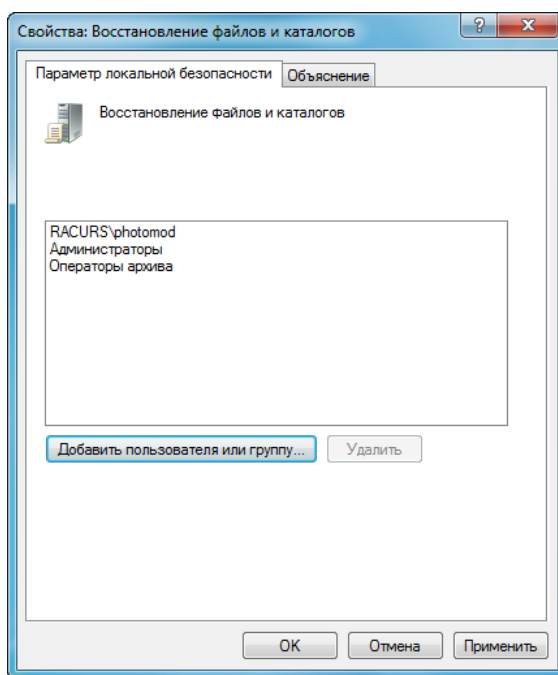 Свойства: Восстановление файлов и каталогов
Параметр локальной безопасности
Объяснение
Восстановление файлов и каталогов
RACURS\photomod
Администраторы
Операторы архива
Добавить пользователя или группу...
Удалить
OK
Отмена
Применить